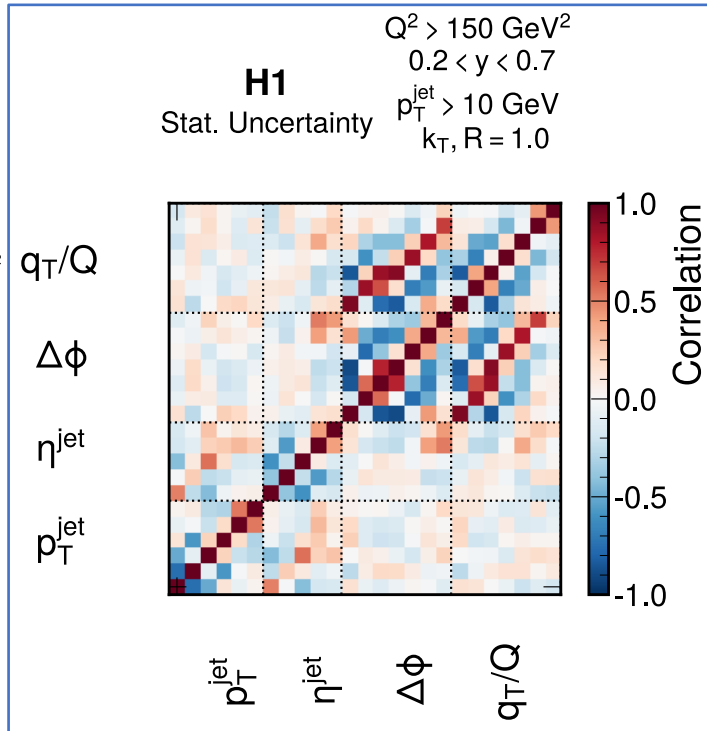 Q² > 150 GeV²
0.2 < y < 0.7
H1
p_T^jet > 10 GeV
Stat. Uncertainty
k_T, R = 1.0
1.0
q_T/Q
0.5
Δϕ
Correlation
0.0
η^jet
-0.5
p_T^jet
-1.0
p_T^jet
η^jet
Δϕ
q_T/Q